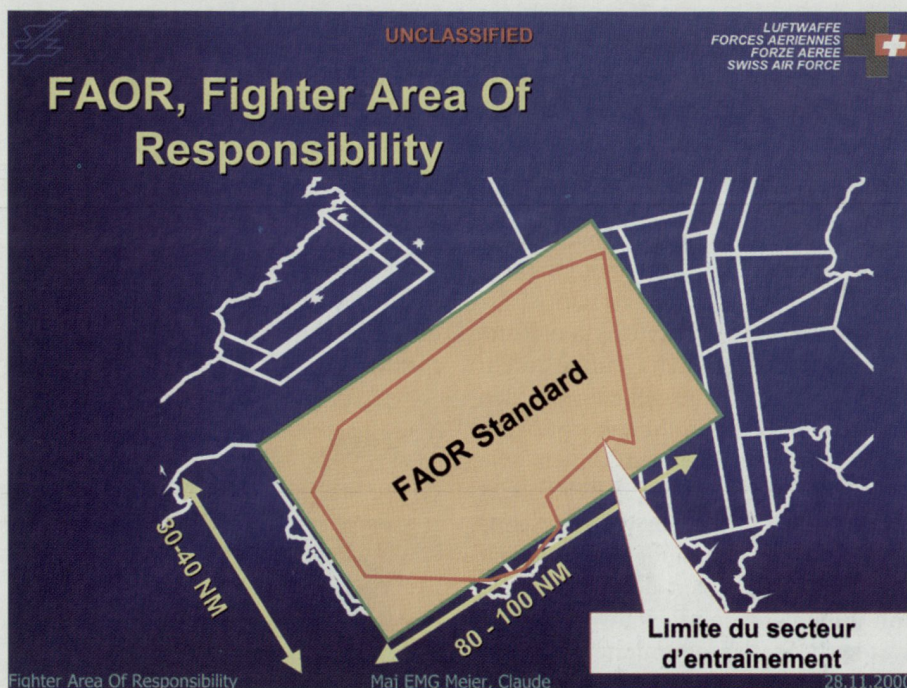 UNCLASSIFIED
LUFTWAFFE
FORCES AERIENNES
FORZE AEREE
SWISS AIR FORCE
FAOR, Fighter Area Of
Responsibility
FAOR Standard
30-40 NM
80 - 100 NM
Limite du secteur
d'entraînement
Fighter Area Of Responsibility
Maj EMG Meier, Claude
28.11.2000